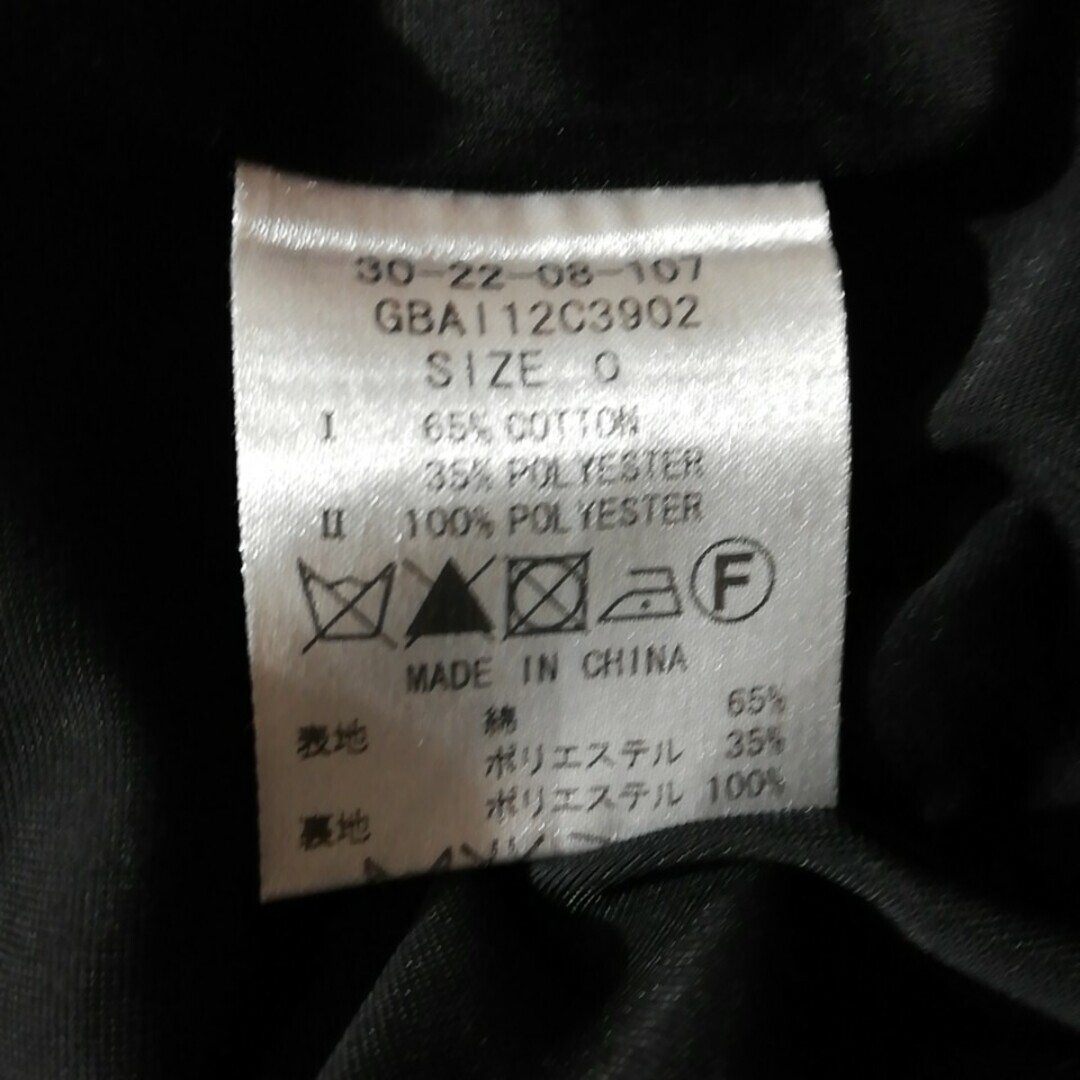 30-22-08-107
GBAI12C3902
SIZE 0
I 65% COTTON
35% POLYESTER
II 100% POLYESTER
F
MADE IN CHINA
表地 綿 65%
ポリエステル 35%
裏地 ポリエステル 100%